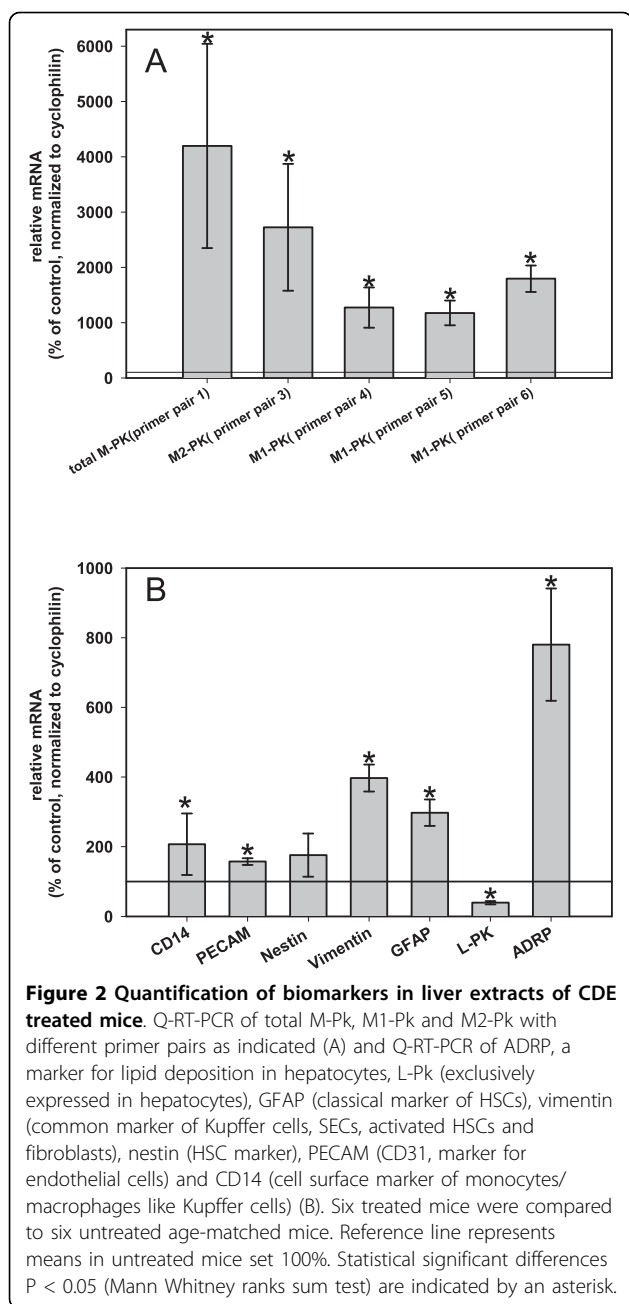 A
relative mRNA
(% of control, normalized to cyclophilin)
6000
4000
3000
2000
1000
0
*
*
*
*
*
total M-PK(primer pair 1)
M2-PK( primer pair 3)
M1-PK( primer pair 4)
M1-PK( primer pair 5)
M1-PK( primer pair 6)
B
relative mRNA
(% of control, normalized to cyclophilin)
1000
800
600
400
200
0
*
*
*
*
*
*
CD14
PECAM
Nestin
Vimentin
GFAP
L-PK
ADRP
Figure 2 Quantification of biomarkers in liver extracts of CDE
treated mice. Q-RT-PCR of total M-Pk, M1-Pk and M2-Pk with
different primer pairs as indicated (A) and Q-RT-PCR of ADRP, a
marker for lipid deposition in hepatocytes, L-Pk (exclusively
expressed in hepatocytes), GFAP (classical marker of HSCs), vimentin
(common marker of Kupffer cells, SECs, activated HSCs and
fibroblasts), nestin (HSC marker), PECAM (CD31, marker for
endothelial cells) and CD14 (cell surface marker of monocytes/
macrophages like Kupffer cells) (B). Six treated mice were compared
to six untreated age-matched mice. Reference line represents
means in untreated mice set 100%. Statistical significant differences
P < 0.05 (Mann Whitney ranks sum test) are indicated by an asterisk.